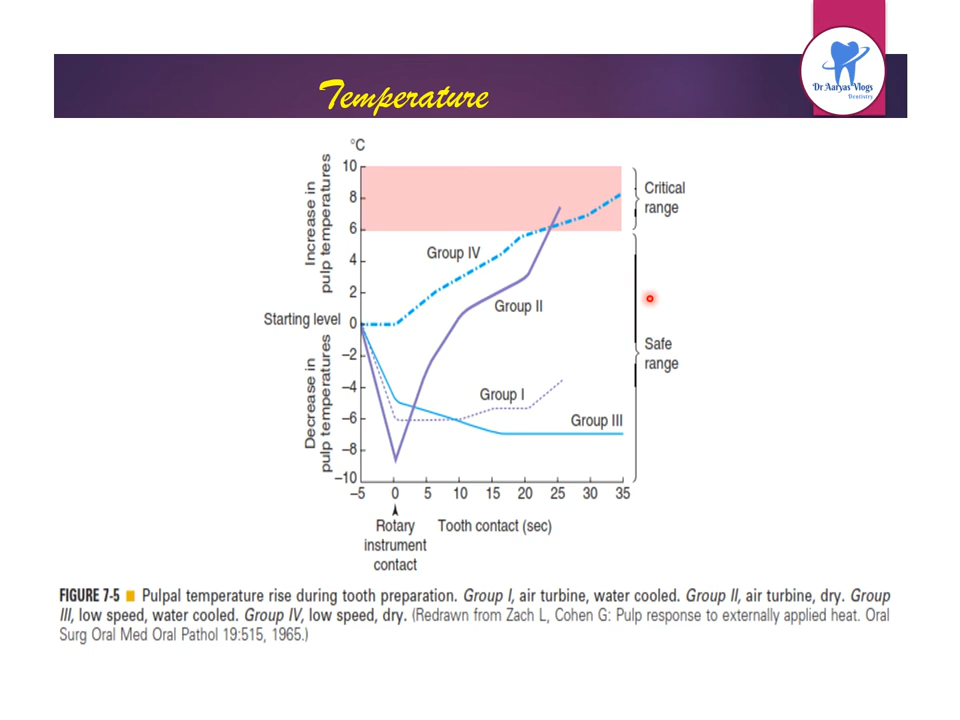 Temperature
Dr Aaryas Vlogs
Dentistry
°C
Increase in
pulp temperatures
Decrease in
pulp temperatures
10
8
6
4
2
Starting level 0
–2
–4
–6
–8
–10
Group IV
Group II
Group I
Group III
Critical
range
Safe
range
–5 0 5 10 15 20 25 30 35
Rotary
instrument
contact
Tooth contact (sec)
FIGURE 7-5 ■ Pulpal temperature rise during tooth preparation. Group I, air turbine, water cooled. Group II, air turbine, dry. Group
III, low speed, water cooled. Group IV, low speed, dry. (Redrawn from Zach L, Cohen G: Pulp response to externally applied heat. Oral
Surg Oral Med Oral Pathol 19:515, 1965.)